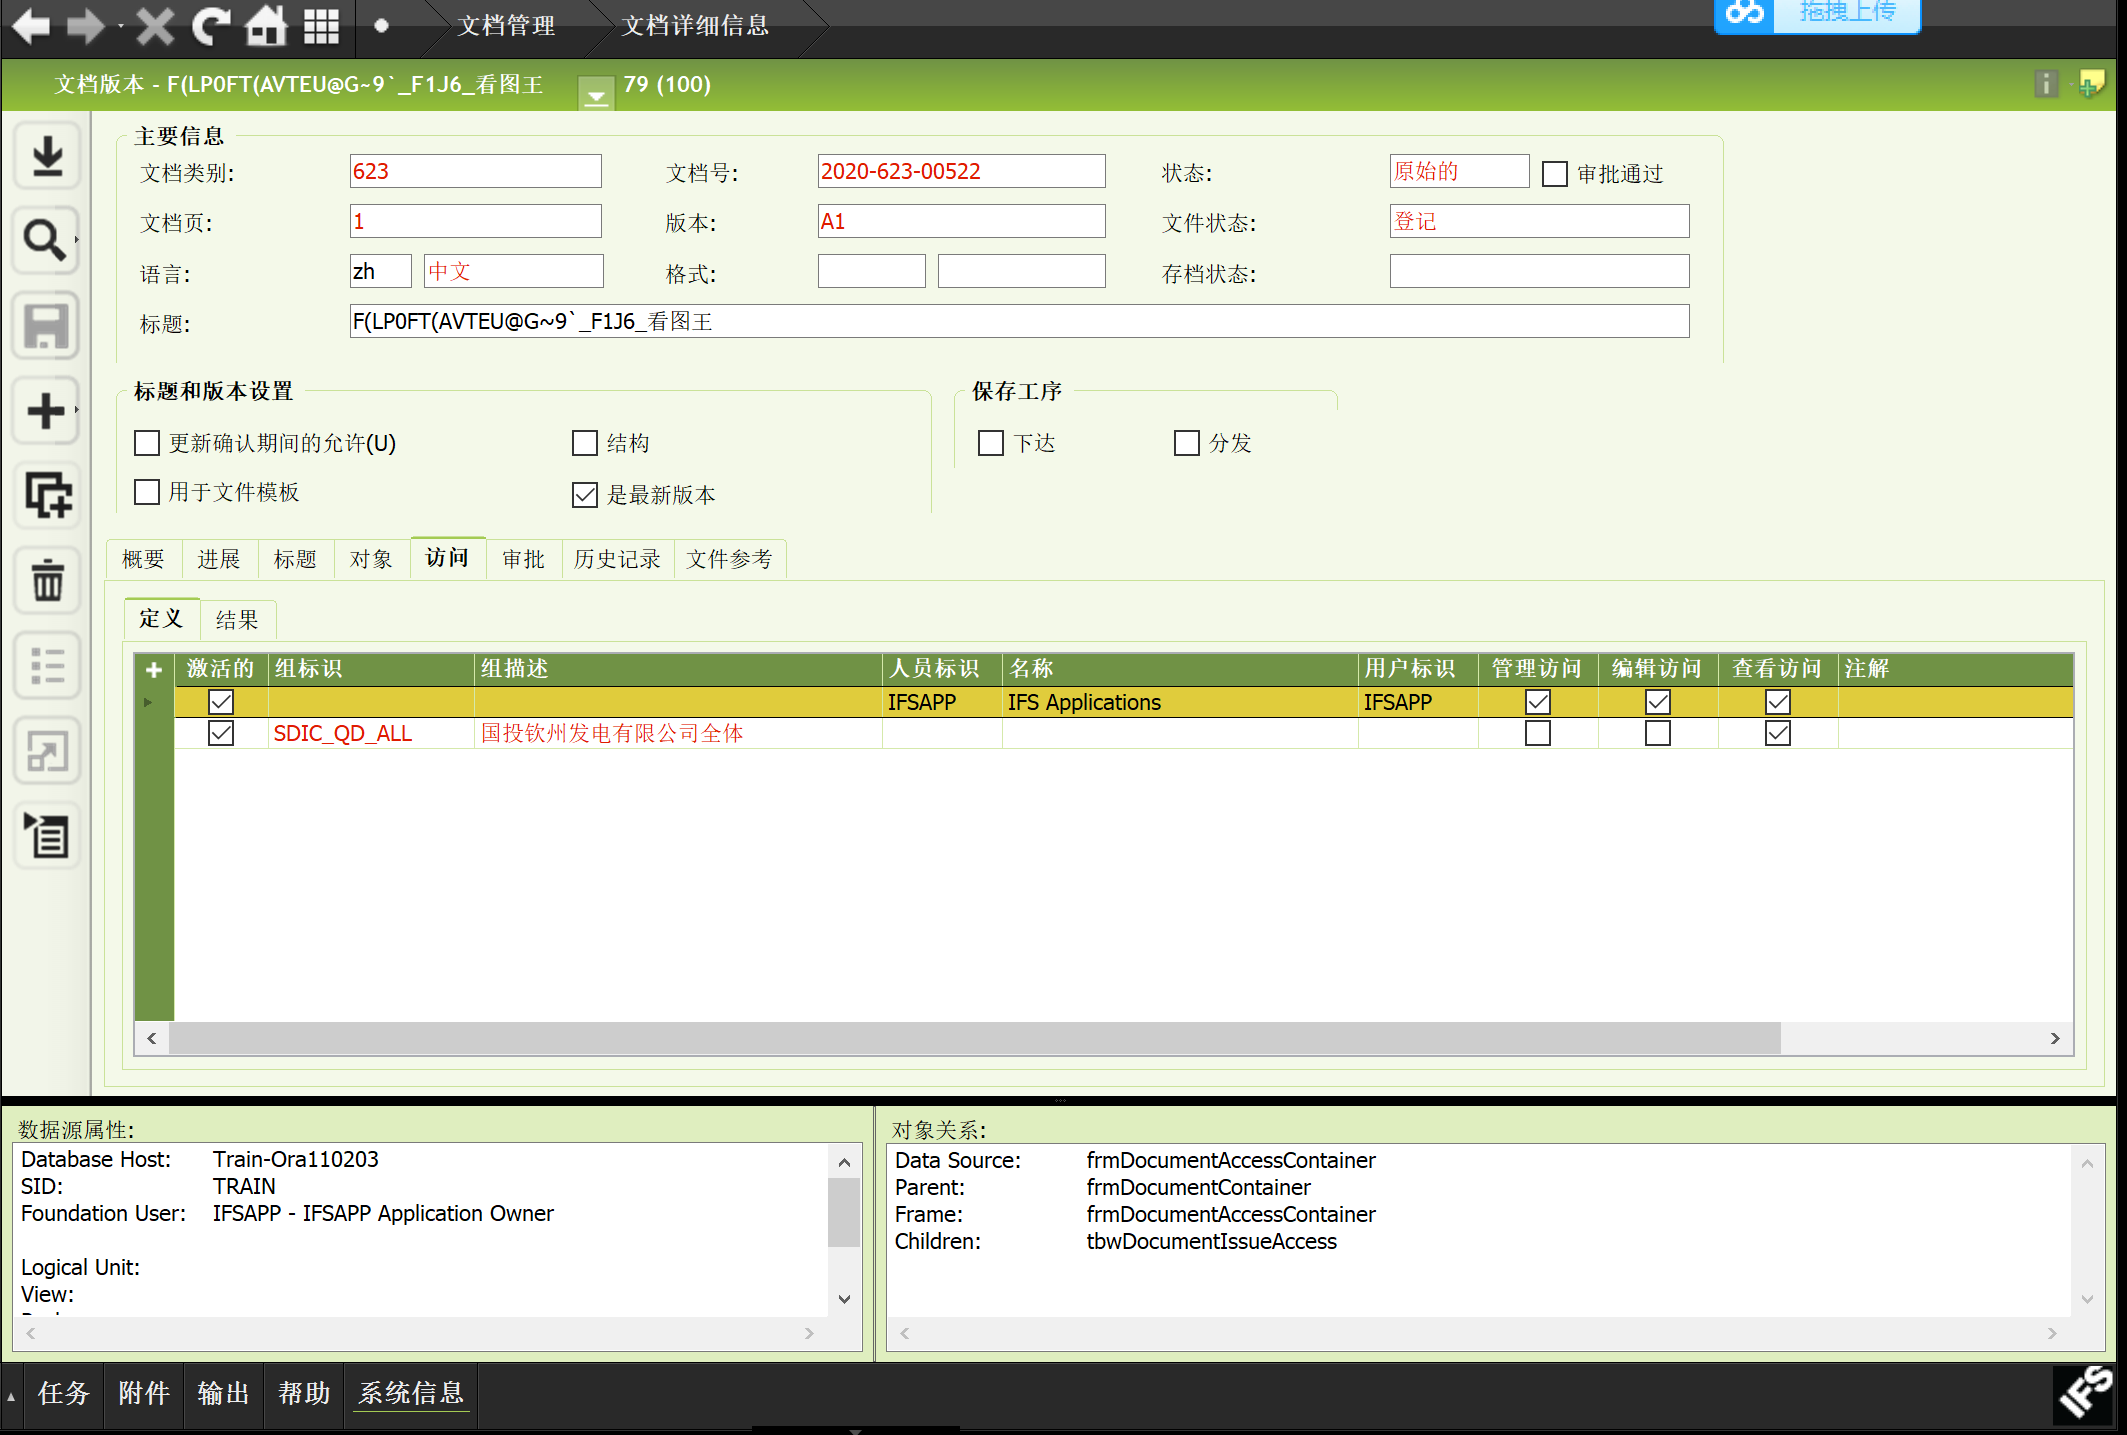 文档管理 文档详细信息
拖拽上传
文档版本 - F(LP0FT(AVTEU@G~9`_F1J6_看图王 79 (100)
主要信息
文档类别: 623 文档号: 2020-623-00522 状态: 原始的 审批通过
文档页: 1 版本: A1 文件状态: 登记
语言: zh 中文 格式: 存档状态:
标题: F(LP0FT(AVTEU@G~9`_F1J6_看图王
标题和版本设置 保存工序
更新确认期间的允许(U) 结构 下达 分发
用于文件模板 是最新版本
概要 进展 标题 对象 访问 审批 历史记录 文件参考
定义 结果
激活的 组标识 组描述 人员标识 名称 用户标识 管理访问 编辑访问 查看访问 注解
IFSAPP IFS Applications IFSAPP
SDIC_QD_ALL 国投钦州发电有限公司全体
数据源属性:
Database Host: Train-Ora110203
SID: TRAIN
Foundation User: IFSAPP - IFSAPP Application Owner
Logical Unit:
View:
对象关系:
Data Source: frmDocumentAccessContainer
Parent: frmDocumentContainer
Frame: frmDocumentAccessContainer
Children: tbwDocumentIssueAccess
任务 附件 输出 帮助 系统信息
IFS